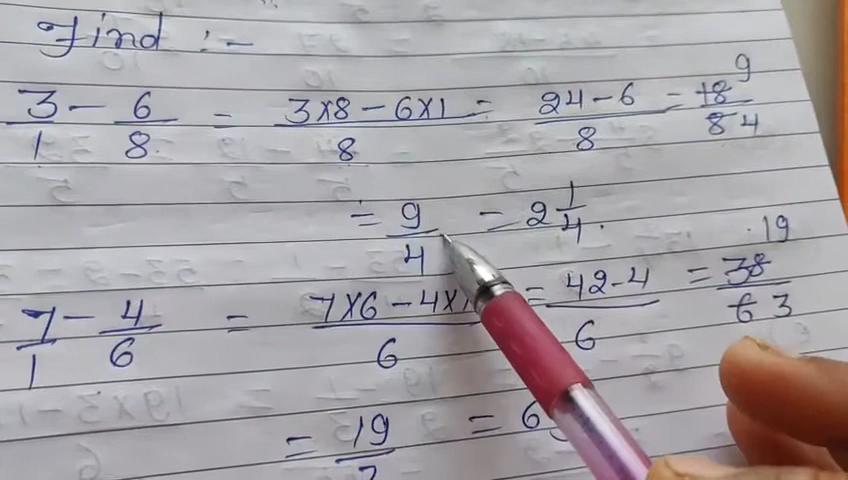 Find :-
3/1 - 6/8 = 3×8-6×1/8 = 24-6/8 = 18/8 9 4
= 9/4 = 2 1/4.
7/1 - 4/6 = 7×6-4×1/6 = 42-4/6 = 38/6 19 3
= 19/3 = 6